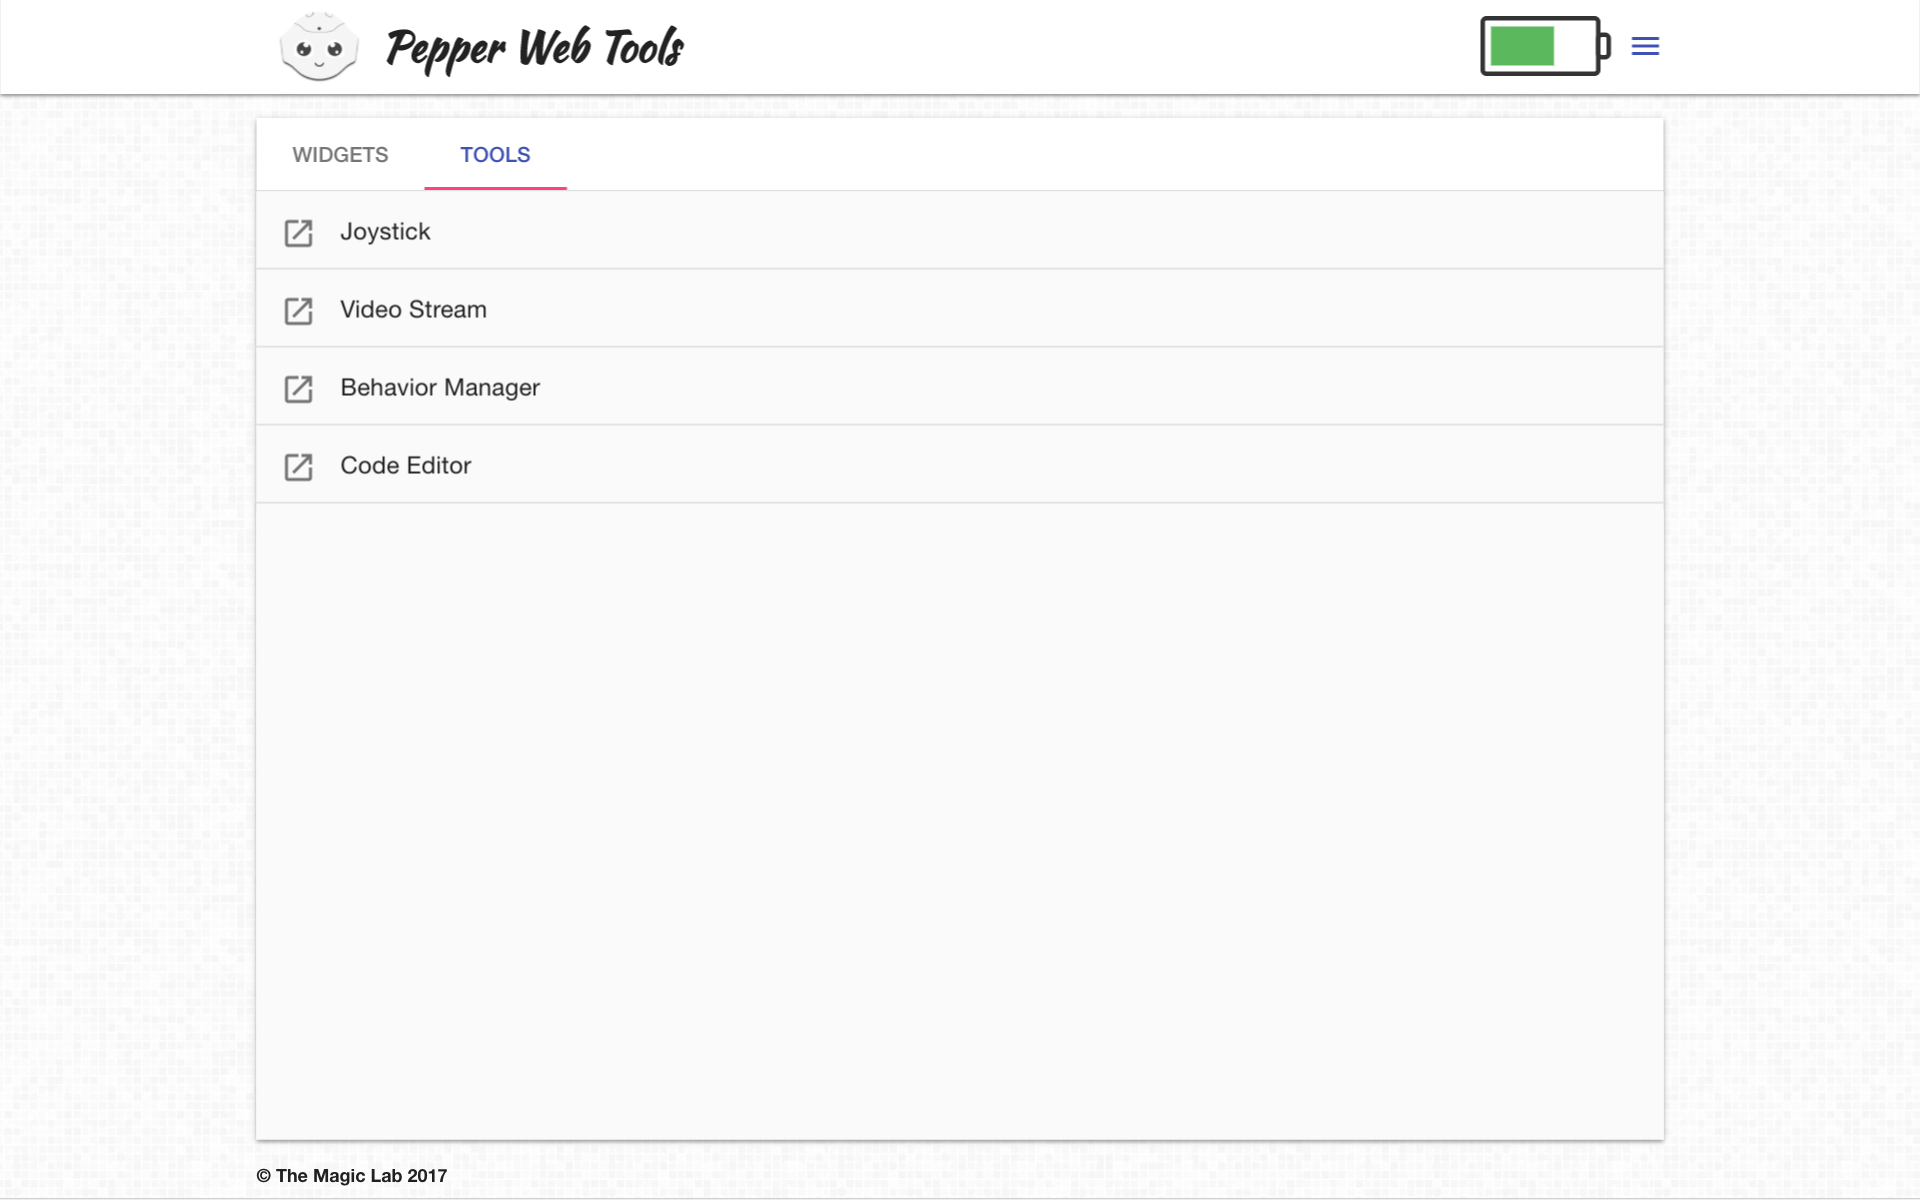 Pepper Web Tools
WIDGETS
TOOLS
Joystick
Video Stream
Behavior Manager
Code Editor
© The Magic Lab 2017